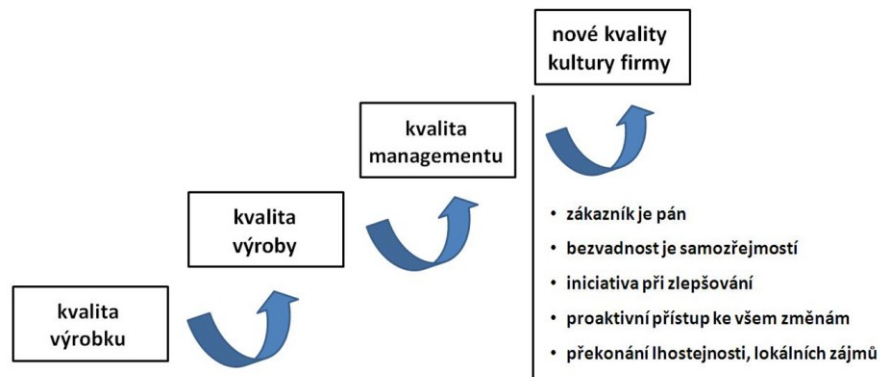 nové kvality
kultury firmy
kvalita
managementu
kvalita
výroby
kvalita
výrobku
• zákazník je pán
• bezvadnost je samozřejmostí
• iniciativa při zlepšování
• proaktivní přístup ke všem změnám
• překonání lhostejnosti, lokálních zájmů